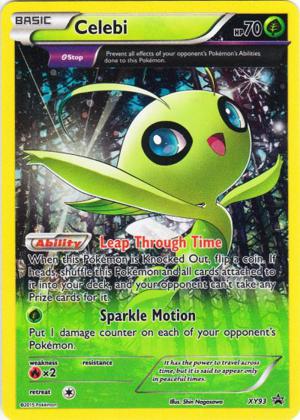 BASIC
Celebi
HP70
θStop
Prevent all effects of your opponent's Pokémon's Abilities
done to this Pokémon.
Ability
Leap Through Time
When this Pokémon is Knocked Out, flip a coin. If
heads, shuffle this Pokémon and all cards attached to
it into your deck, and your opponent can't take any
Prize cards for it.
Sparkle Motion
Put 1 damage counter on each of your opponent's
Pokémon.
weakness
resistance
×2
retreat
It has the power to travel across
time, but it is said to appear only
in peaceful times.
©2015 Pokémon
Illus. Shin Nagasawa
XY93